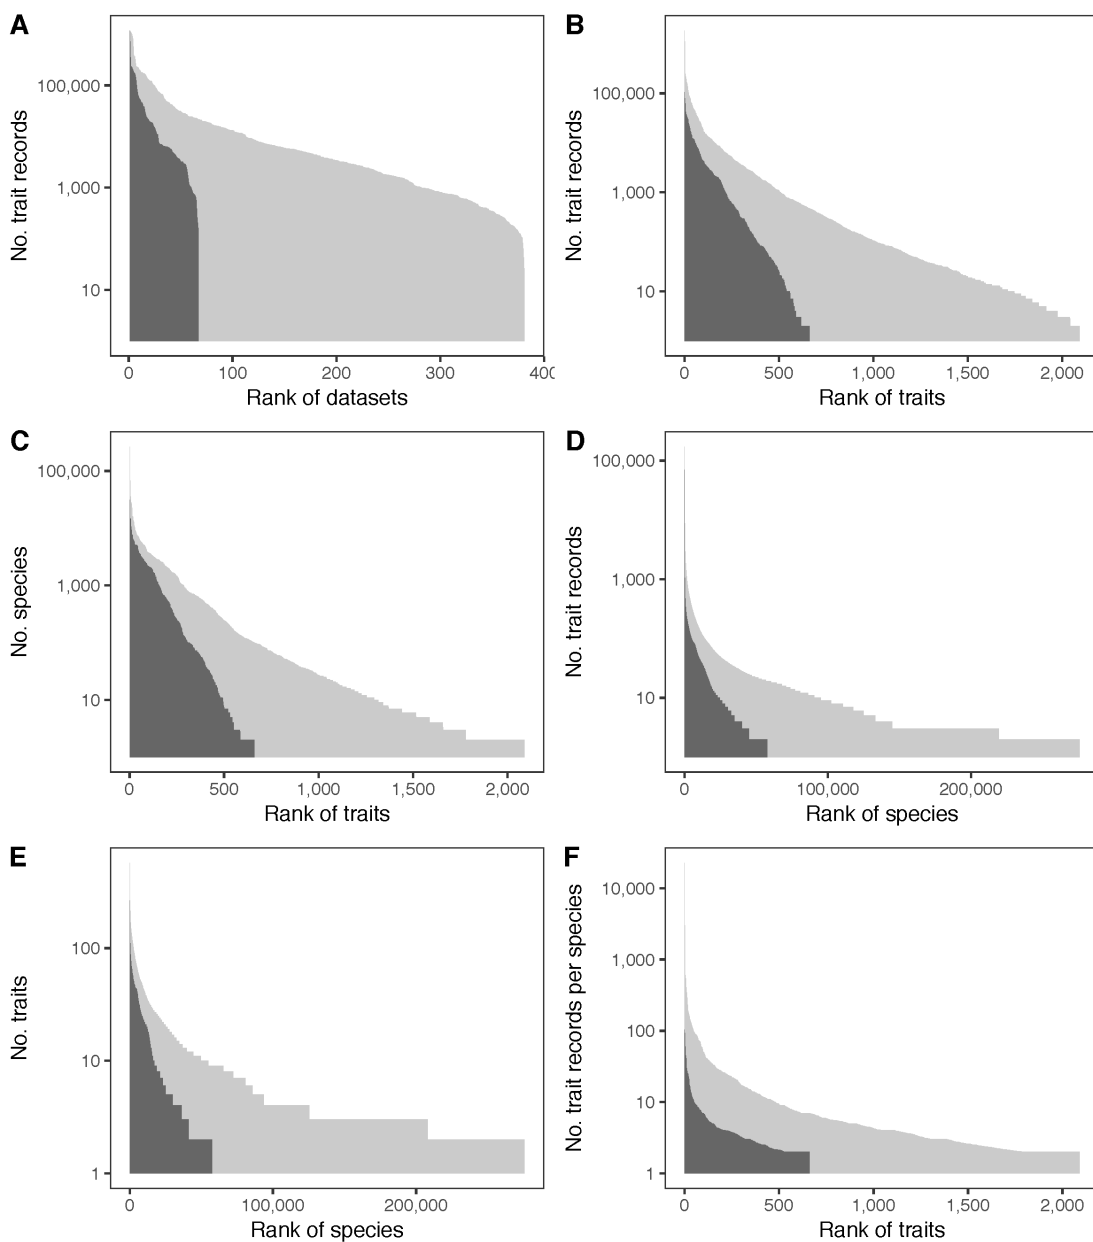 A
No. trait records
100,000
1,000
10
0 100 200 300 400
Rank of datasets
B
No. trait records
100,000
1,000
10
0 500 1,000 1,500 2,000
Rank of traits
C
No. species
100,000
1,000
10
0 500 1,000 1,500 2,000
Rank of traits
D
No. trait records
100,000
1,000
10
0 100,000 200,000
Rank of species
E
No. traits
100
10
1
0 100,000 200,000
Rank of species
F
No. trait records per species
10,000
1,000
100
10
1
0 500 1,000 1,500 2,000
Rank of traits